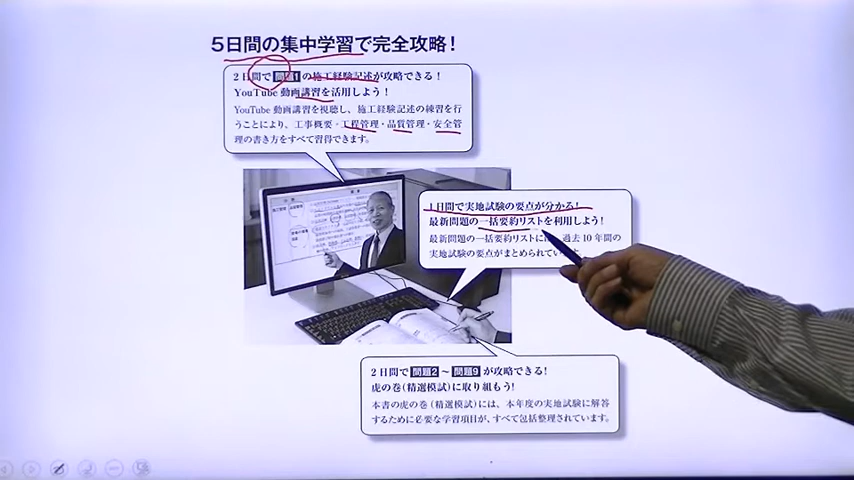 5日間の集中学習で完全攻略！
2日間で問題1の施工経験記述が攻略できる！
YouTube動画講習を活用しよう！
YouTube動画講習を視聴し、施工経験記述の練習を行
うことにより、工事概要・工程管理・品質管理・安全管
理の書き方をすべて習得できます。
1日間で実地試験の要点が分かる！
最新問題の一括要約リストを利用しよう！
最新問題の一括要約リストに、過去10年間の
実地試験の要点がまとめられています。
2日間で問題2～問題9が攻略できる！
虎の巻（精選模試）に取り組もう！
本書の虎の巻（精選模試）には、本年度の実地試験に解答
するために必要な学習項目が、すべて包括整理されています。